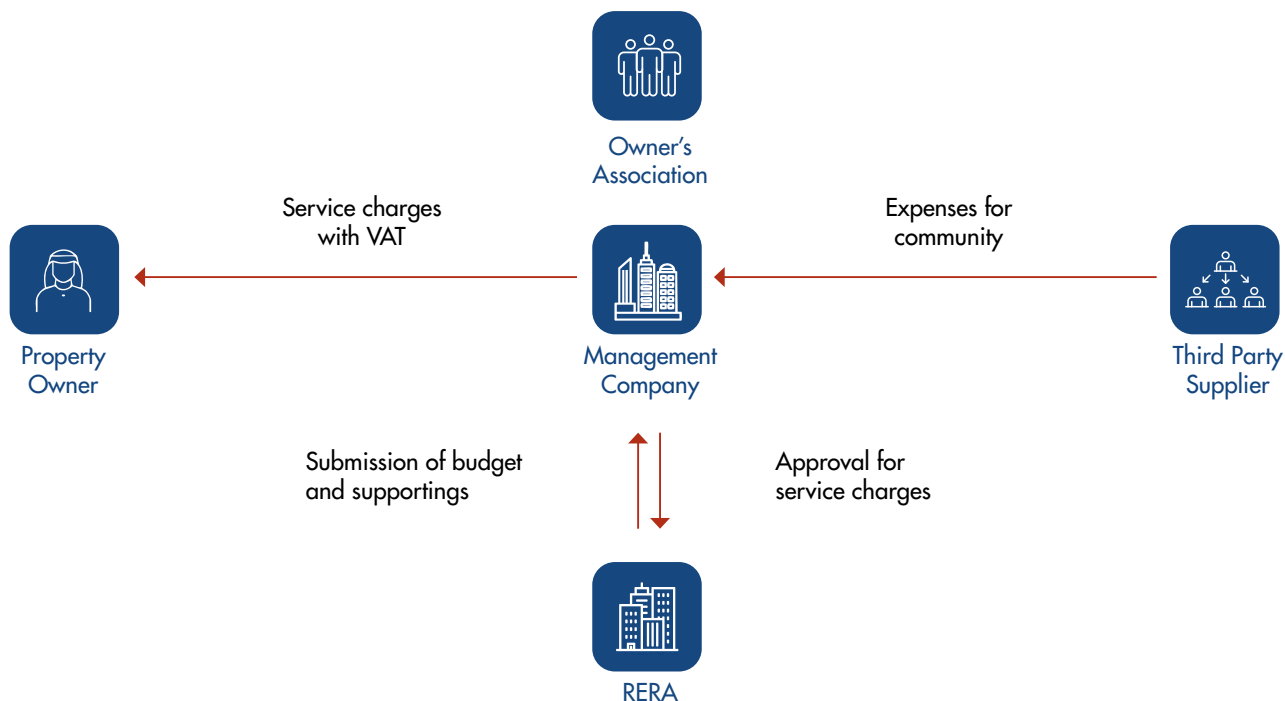 Owner’s
Association
Service charges
with VAT
Expenses for
community
Property
Owner
Management
Company
Third Party
Supplier
Submission of budget
and supportings
Approval for
service charges
RERA